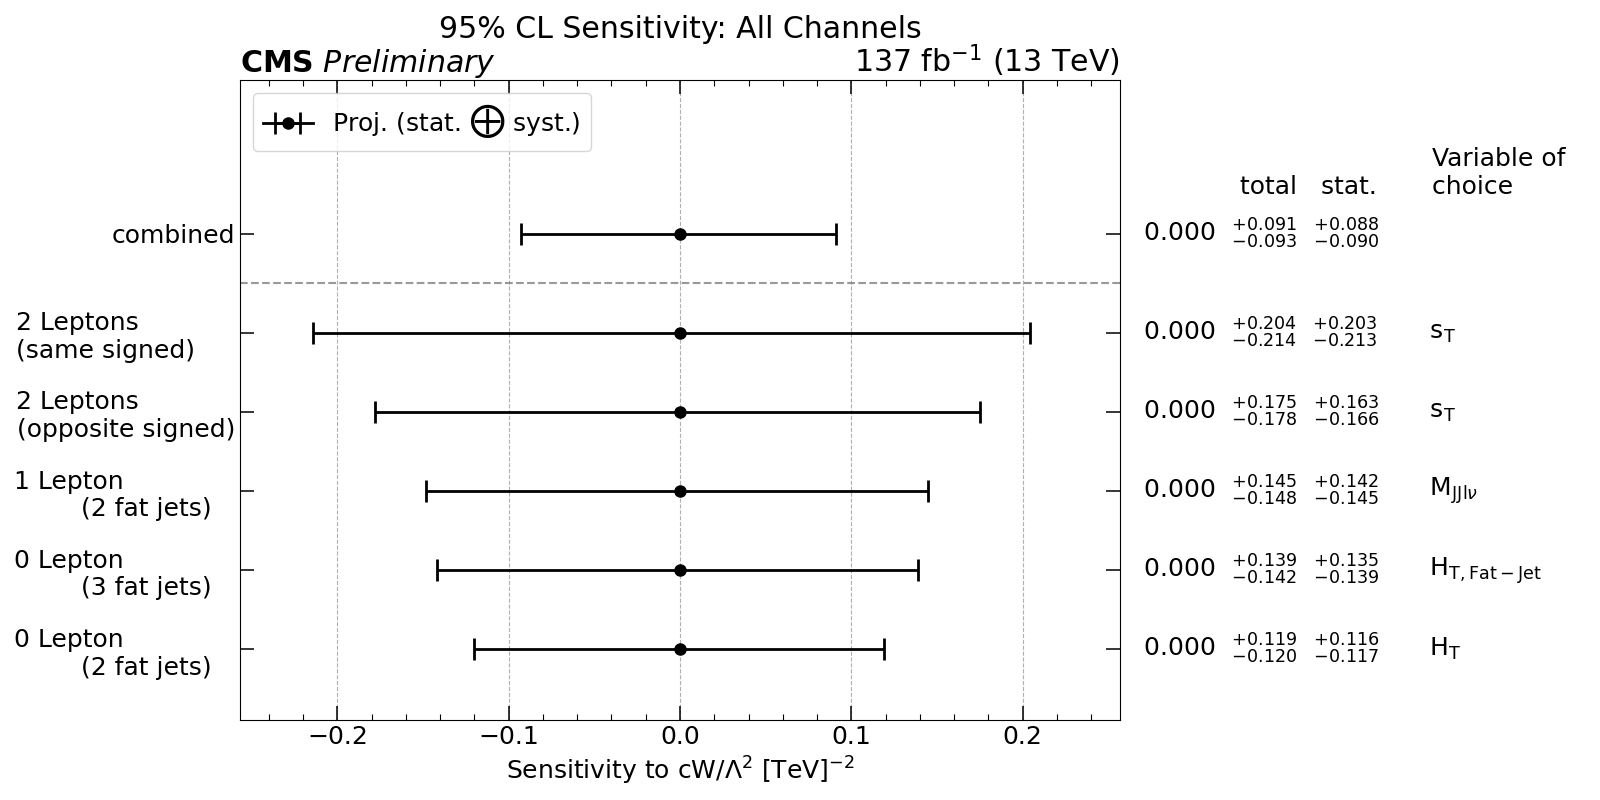 95% CL Sensitivity: All Channels
CMS Preliminary 137 fb⁻¹ (13 TeV)
Proj. (stat. ⊕ syst.)
Variable of
total stat. choice
combined 0.000 +0.091 −0.093 +0.088 −0.090
2 Leptons
(same signed) 0.000 +0.204 −0.214 +0.203 −0.213 s_T
2 Leptons
(opposite signed) 0.000 +0.175 −0.178 +0.163 −0.166 s_T
1 Lepton
(2 fat jets) 0.000 +0.145 −0.148 +0.142 −0.145 M_JJlν
0 Lepton
(3 fat jets) 0.000 +0.139 −0.142 +0.135 −0.139 H_T, Fat−Jet
0 Lepton
(2 fat jets) 0.000 +0.119 −0.120 +0.116 −0.117 H_T
−0.2 −0.1 0.0 0.1 0.2
Sensitivity to cW/Λ² [TeV]⁻²